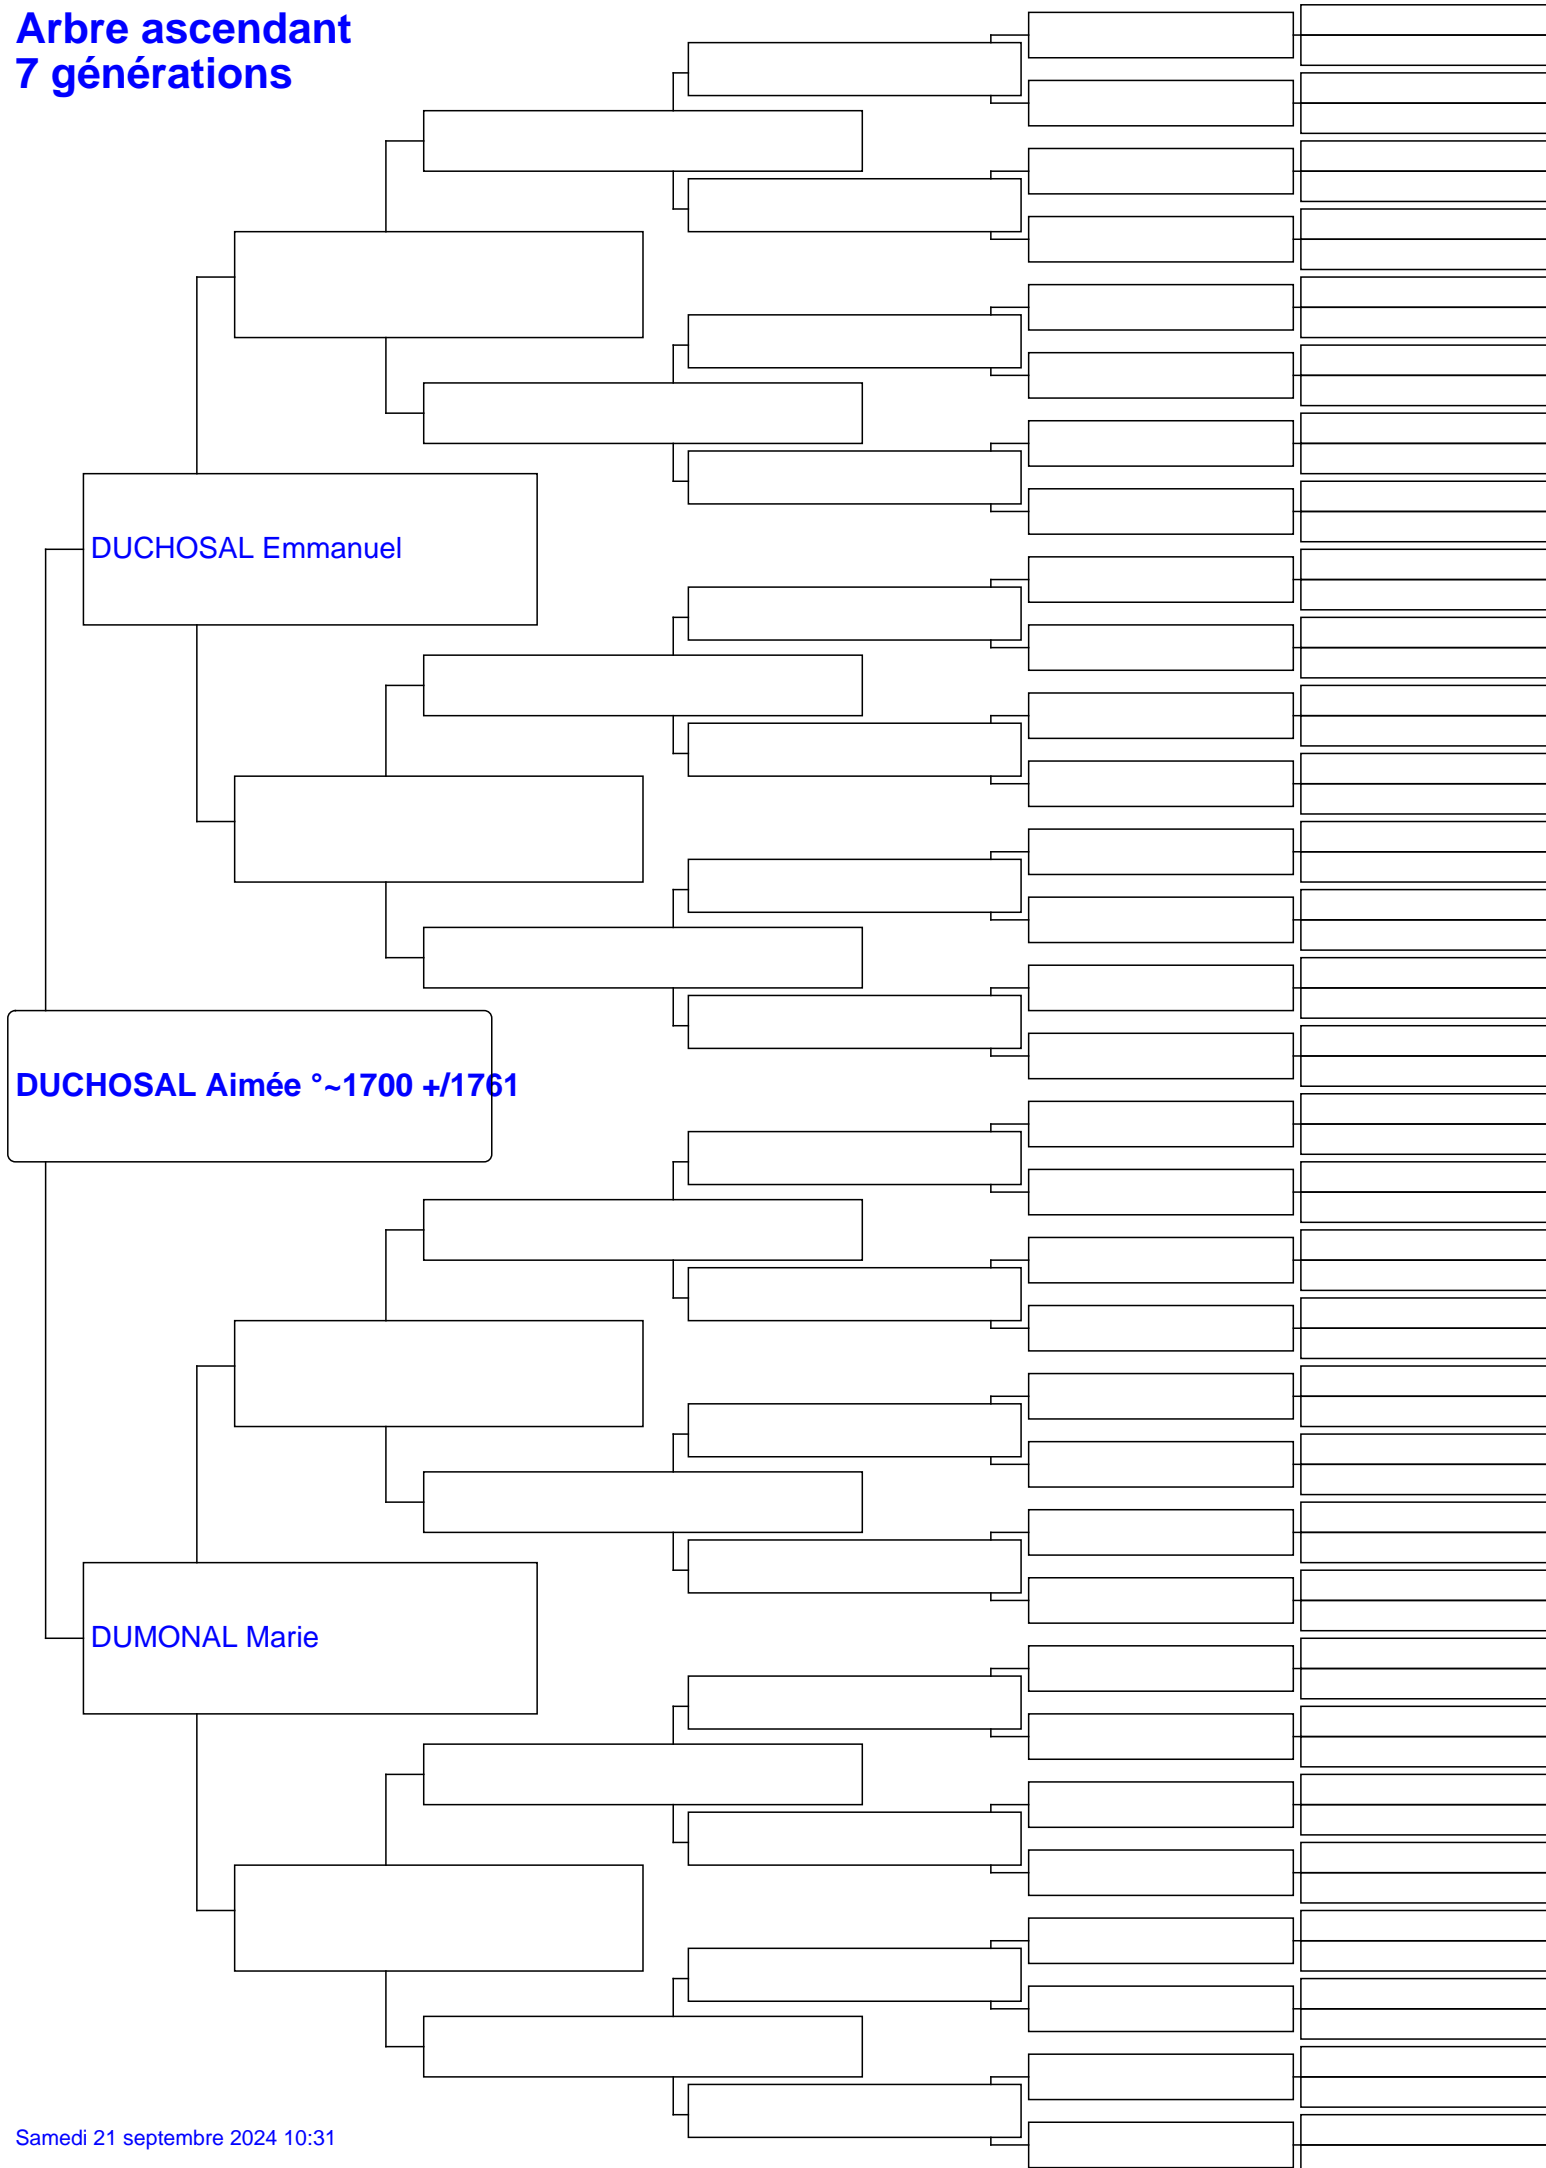 Arbre ascendant
7 générations
DUCHOSAL Emmanuel
DUCHOSAL Aimée °~1700 +/1761
DUMONAL Marie
Samedi 21 septembre 2024 10:31